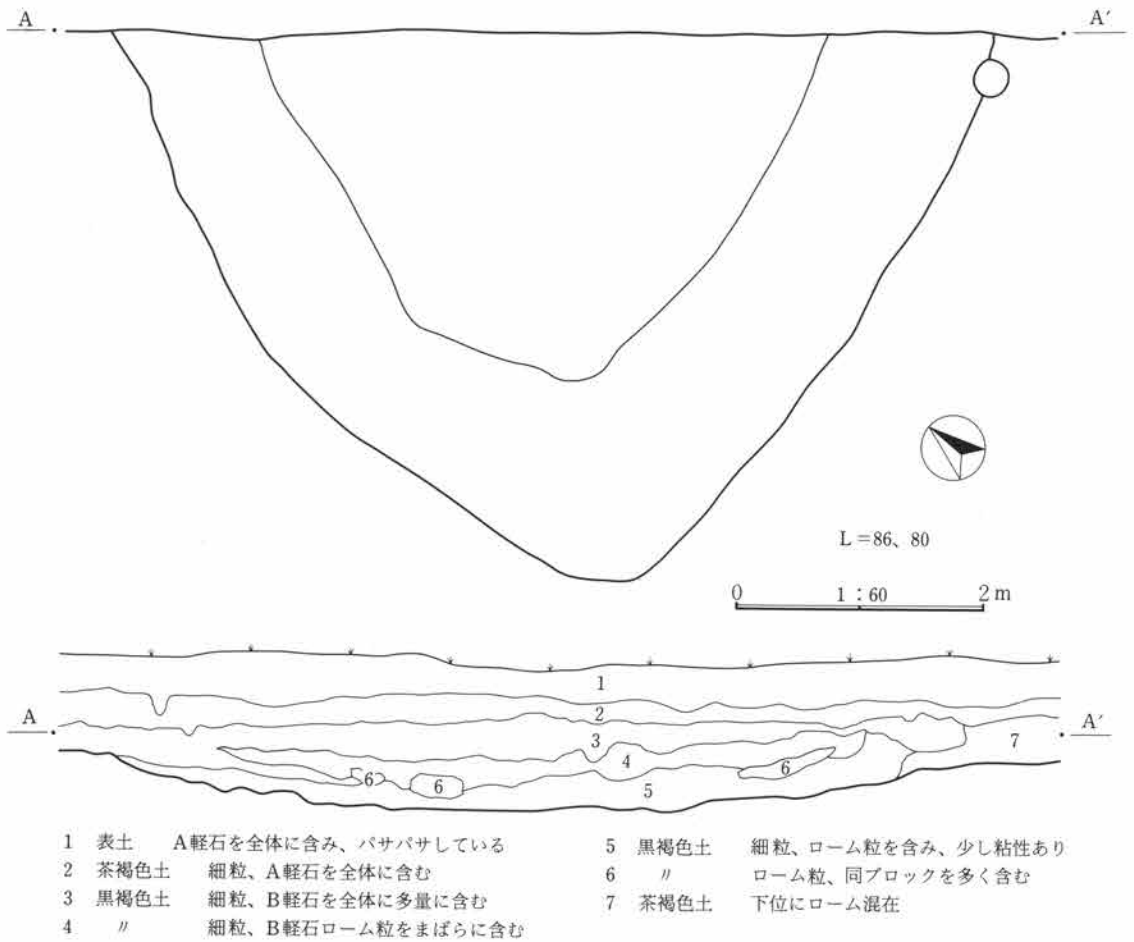 A A′
L＝86、80
0 1：60 2 m
1
2
A A′
3 7
4
6 6 6
5
1 表土 A軽石を全体に含み、パサパサしている
2 茶褐色土 細粒、A軽石を全体に含む
3 黒褐色土 細粒、B軽石を全体に多量に含む
4 〃 細粒、B軽石ローム粒をまばらに含む
5 黒褐色土 細粒、ローム粒を含み、少し粘性あり
6 〃 ローム粒、同ブロックを多く含む
7 茶褐色土 下位にローム混在